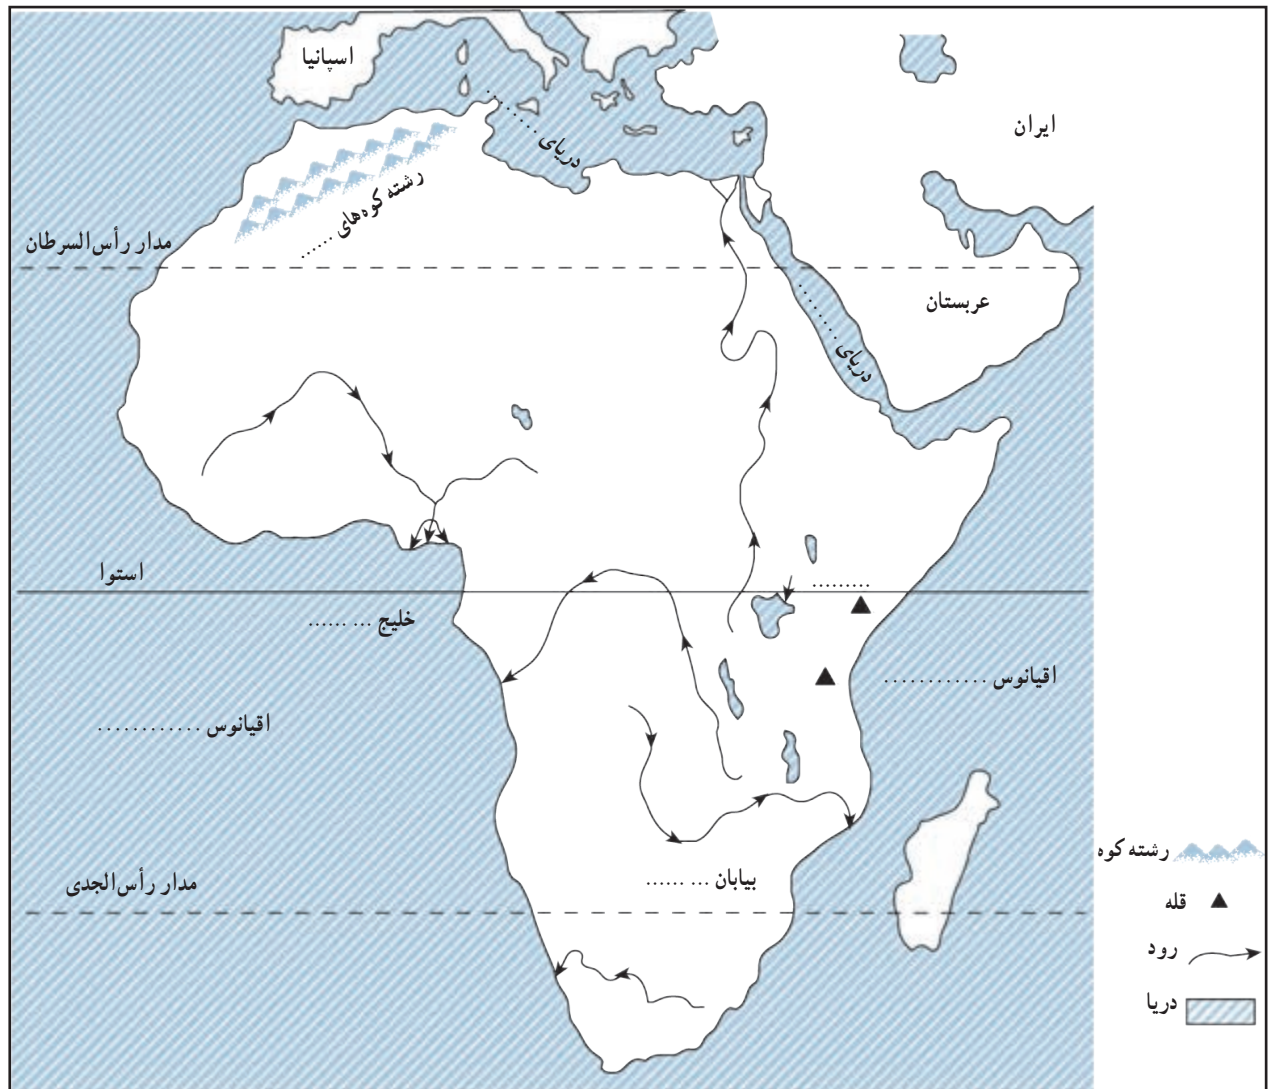 اسپانیا
دریای ........
ایران
رشته کوه‌های ......
مدار رأس‌السرطان
عربستان
دریای ........
استوا
.........
خلیج ... ......
اقیانوس ............
اقیانوس ............
رشته کوه
مدار رأس‌الجدی
بیابان ... ......
قله
رود
دریا